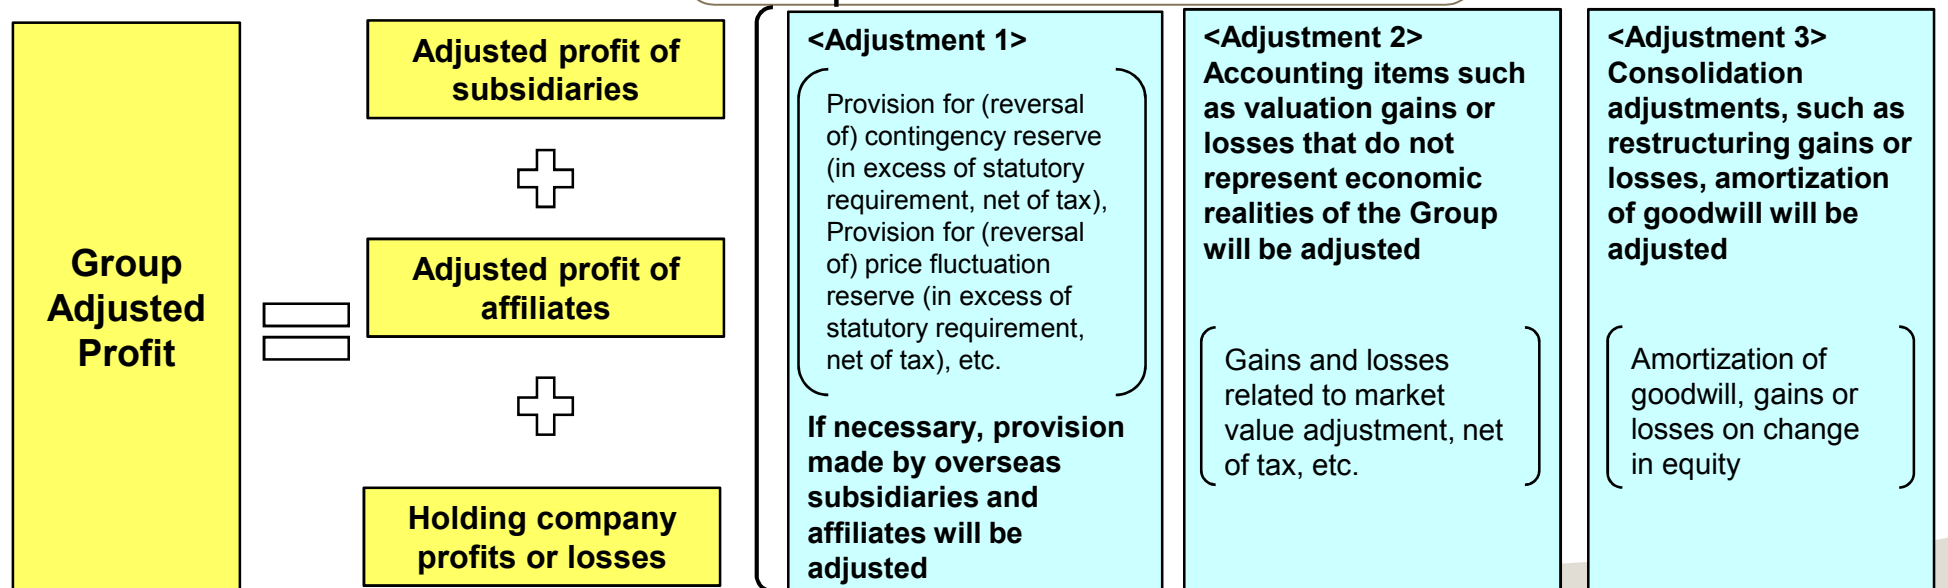 Group
Adjusted
Profit
Adjusted profit of
subsidiaries
Adjusted profit of
affiliates
Holding company
profits or losses
<Adjustment 1>
Provision for (reversal
of) contingency reserve
(in excess of statutory
requirement, net of tax),
Provision for (reversal
of) price fluctuation
reserve (in excess of
statutory requirement,
net of tax), etc.
If necessary, provision
made by overseas
subsidiaries and
affiliates will be
adjusted
<Adjustment 2>
Accounting items such
as valuation gains or
losses that do not
represent economic
realities of the Group
will be adjusted
Gains and losses
related to market
value adjustment, net
of tax, etc.
<Adjustment 3>
Consolidation
adjustments, such as
restructuring gains or
losses, amortization
of goodwill will be
adjusted
Amortization of
goodwill, gains or
losses on change
in equity